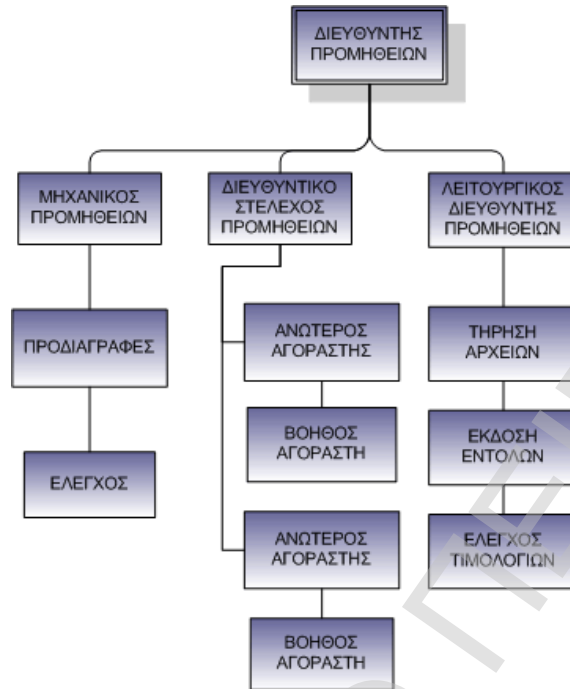 ΔΙΕΥΘΥΝΤΗΣ
ΠΡΟΜΗΘΕΙΩΝ
ΜΗΧΑΝΙΚΟΣ
ΠΡΟΜΗΘΕΙΩΝ
ΔΙΕΥΘΥΝΤΙΚΟ
ΣΤΕΛΕΧΟΣ
ΠΡΟΜΗΘΕΙΩΝ
ΛΕΙΤΟΥΡΓΙΚΟΣ
ΔΙΕΥΘΥΝΤΗΣ
ΠΡΟΜΗΘΕΙΩΝ
ΠΡΟΔΙΑΓΡΑΦΕΣ
ΕΛΕΓΧΟΣ
ΑΝΩΤΕΡΟΣ
ΑΓΟΡΑΣΤΗΣ
ΒΟΗΘΟΣ
ΑΓΟΡΑΣΤΗ
ΑΝΩΤΕΡΟΣ
ΑΓΟΡΑΣΤΗΣ
ΒΟΗΘΟΣ
ΑΓΟΡΑΣΤΗ
ΤΗΡΗΣΗ
ΑΡΧΕΙΩΝ
ΕΚΔΟΣΗ
ΕΝΤΟΛΩΝ
ΕΛΕΓΧΟΣ
ΤΙΜΟΛΟΓΙΩΝ